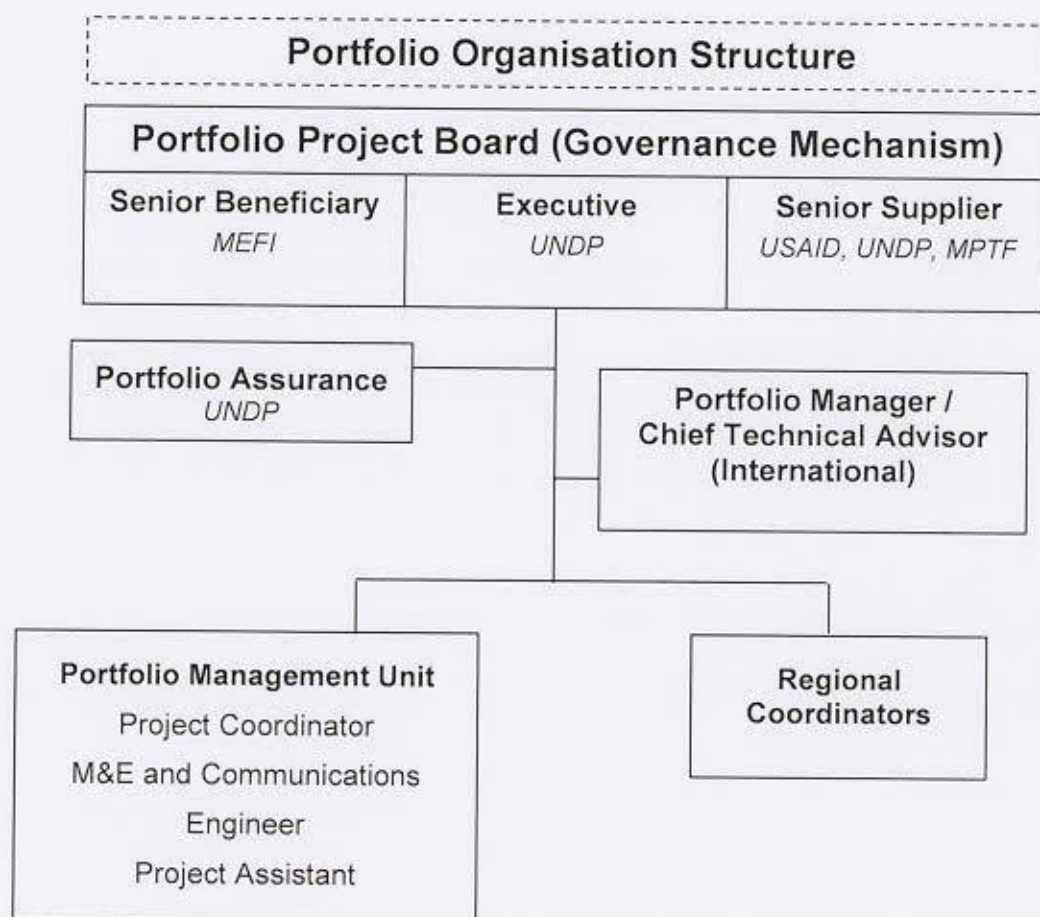 Portfolio Organisation Structure
Portfolio Project Board (Governance Mechanism)
Senior Beneficiary
MEFI
Executive
UNDP
Senior Supplier
USAID, UNDP, MPTF
Portfolio Assurance
UNDP
Portfolio Manager /
Chief Technical Advisor
(International)
Portfolio Management Unit
Project Coordinator
M&E and Communications
Engineer
Project Assistant
Regional
Coordinators